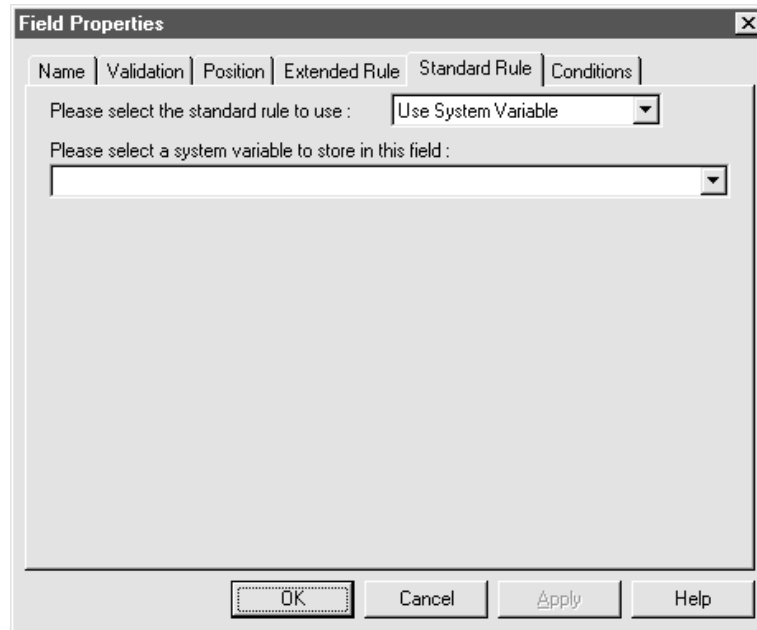 Field Properties
Name Validation Position Extended Rule Standard Rule Conditions
Please select the standard rule to use : Use System Variable
Please select a system variable to store in this field :
OK Cancel Apply Help